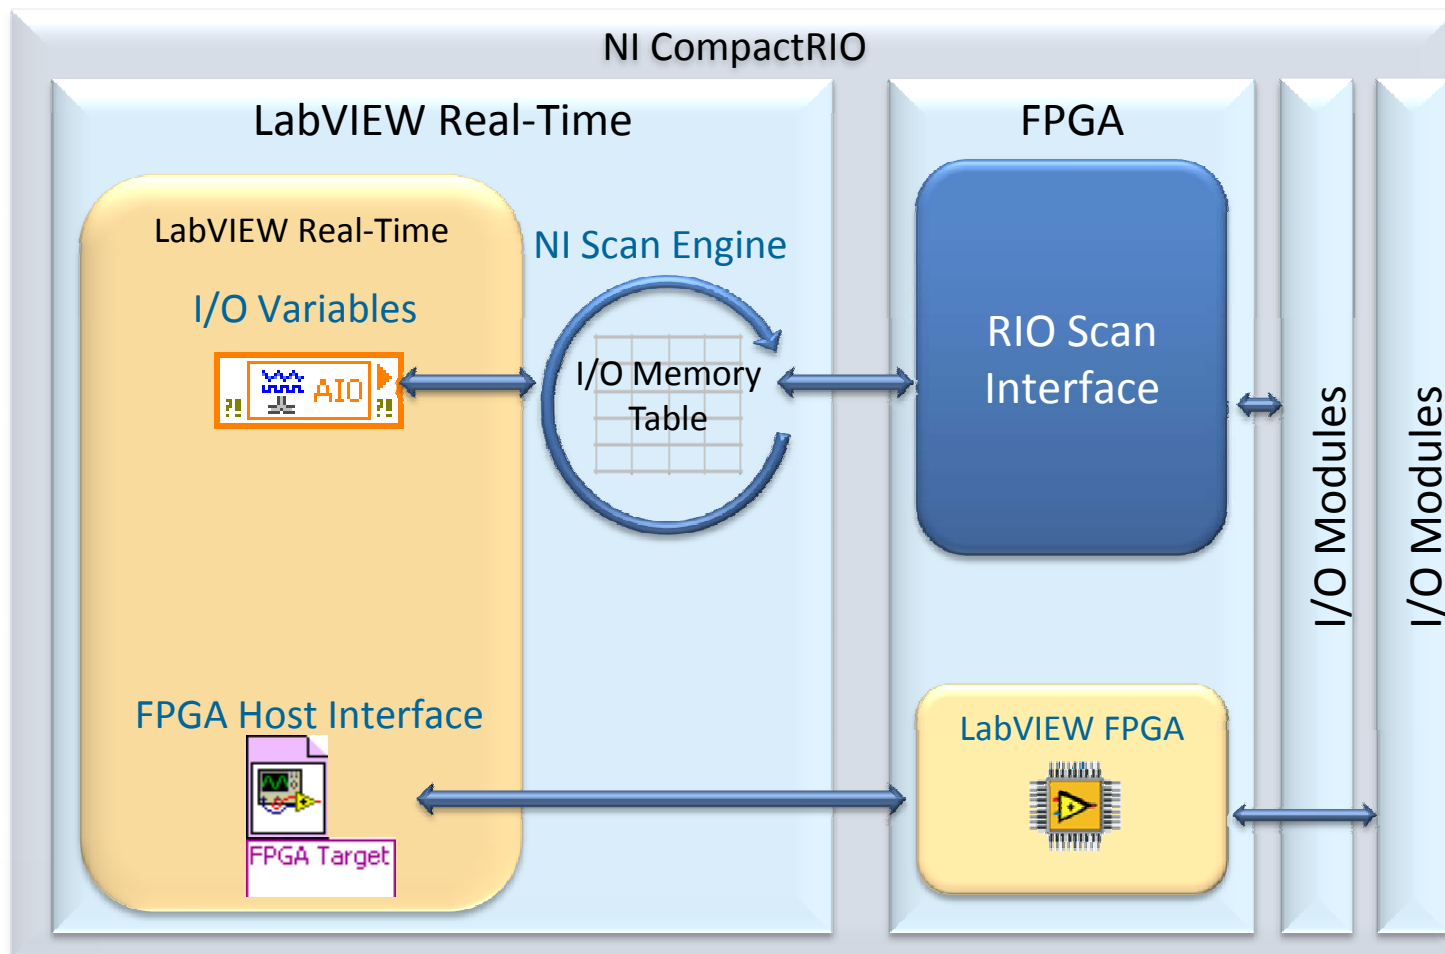 NI CompactRIO
LabVIEW Real-Time
FPGA
LabVIEW Real-Time
I/O Variables
NI Scan Engine
?! AIO ?!
I/O Memory
Table
RIO Scan
Interface
I/O Modules
I/O Modules
FPGA Host Interface
FPGA Target
LabVIEW FPGA